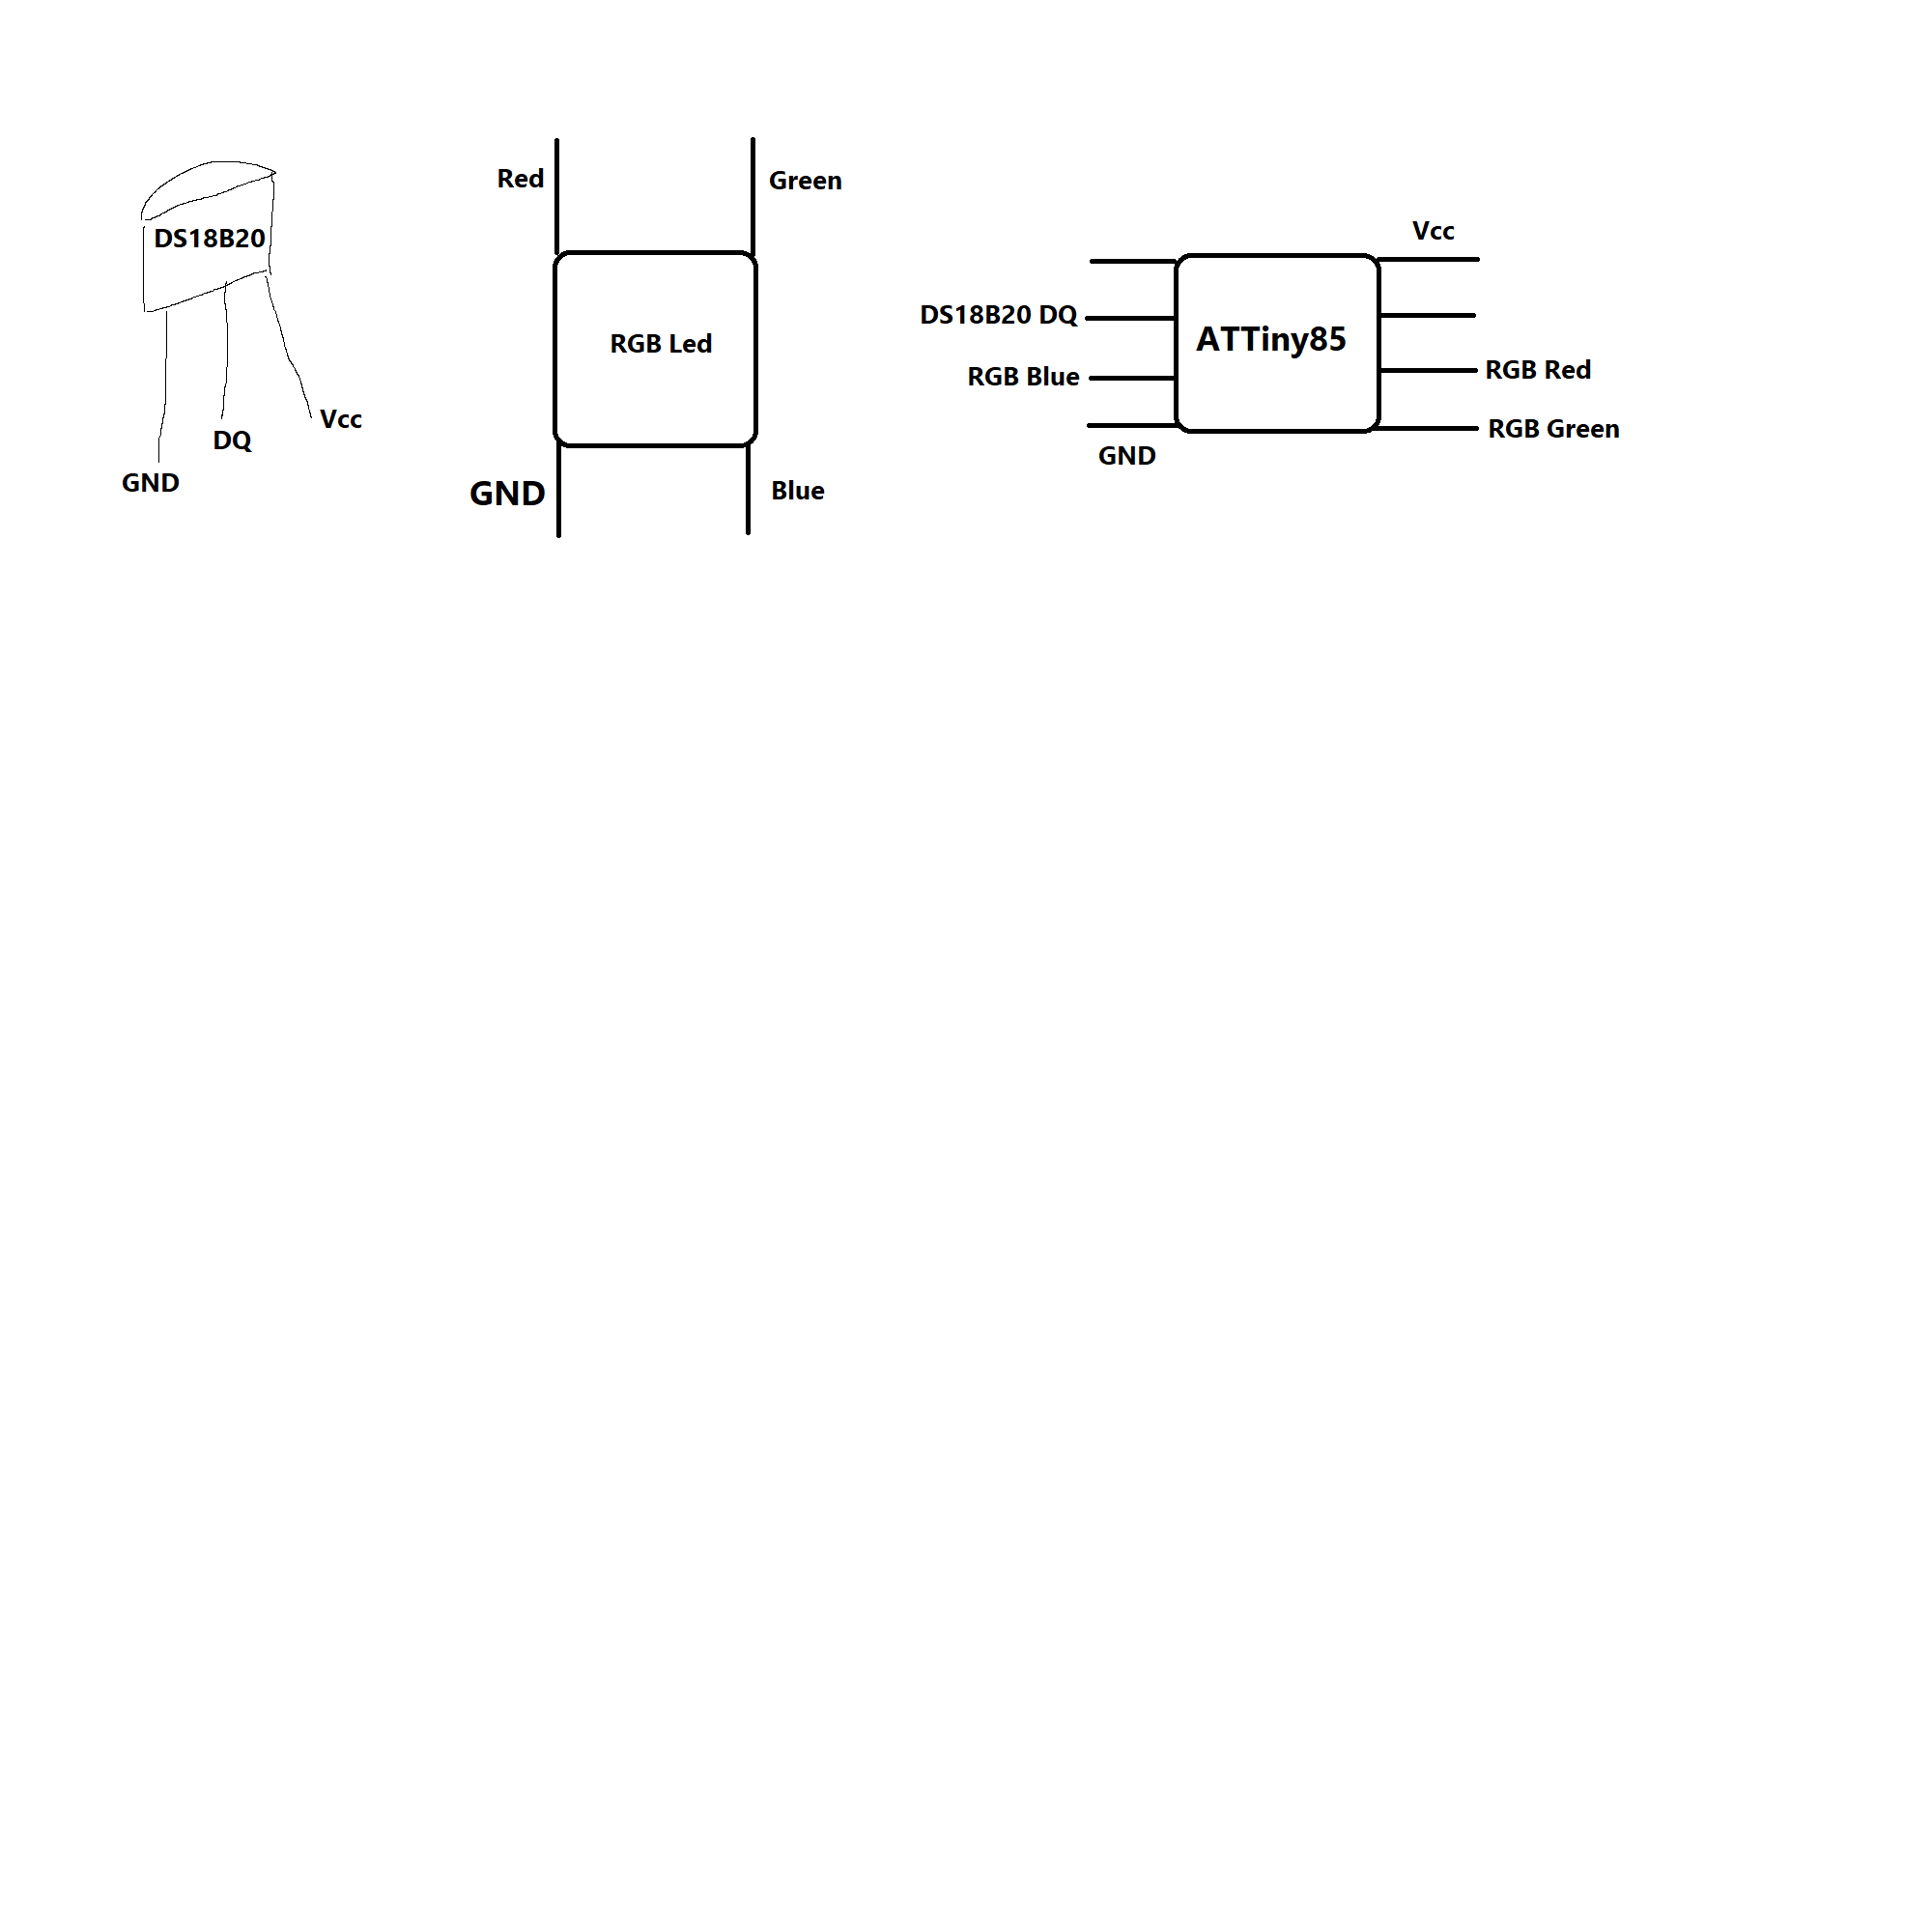 DS18B20
GND
DQ
Vcc
Red
Green
RGB Led
GND
Blue
Vcc
DS18B20 DQ
ATTiny85
RGB Blue
RGB Red
GND
RGB Green